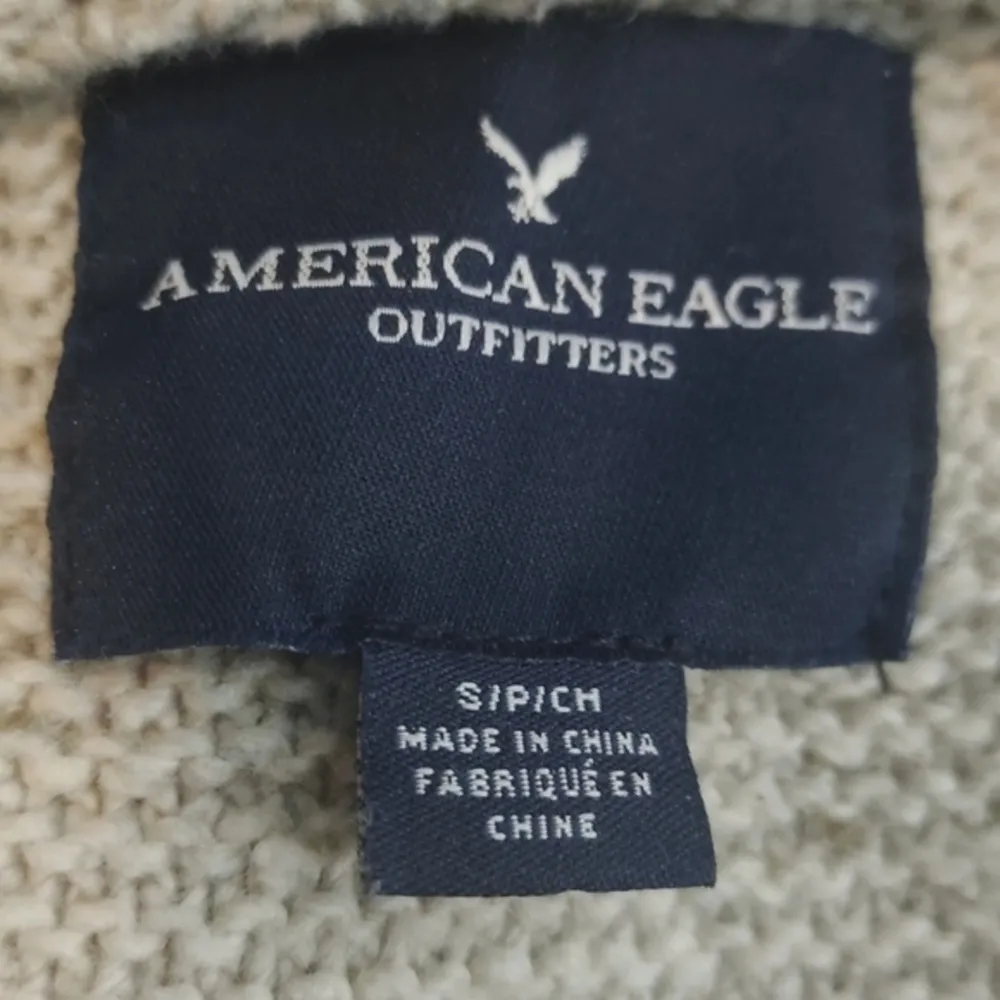 AMERICAN EAGLE
OUTFITTERS
S/P/CH
MADE IN CHINA
FABRIQUÉ EN
CHINE